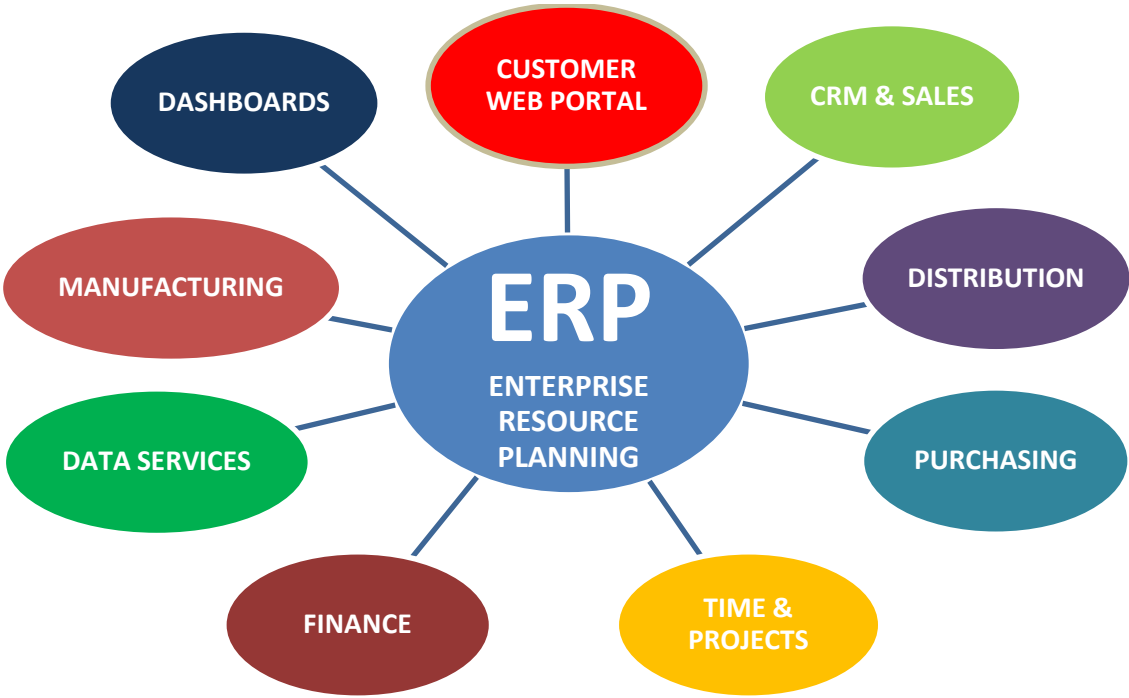 CUSTOMER
WEB PORTAL
DASHBOARDS
CRM & SALES
MANUFACTURING
DISTRIBUTION
ERP
ENTERPRISE
RESOURCE
PLANNING
DATA SERVICES
PURCHASING
FINANCE
TIME &
PROJECTS